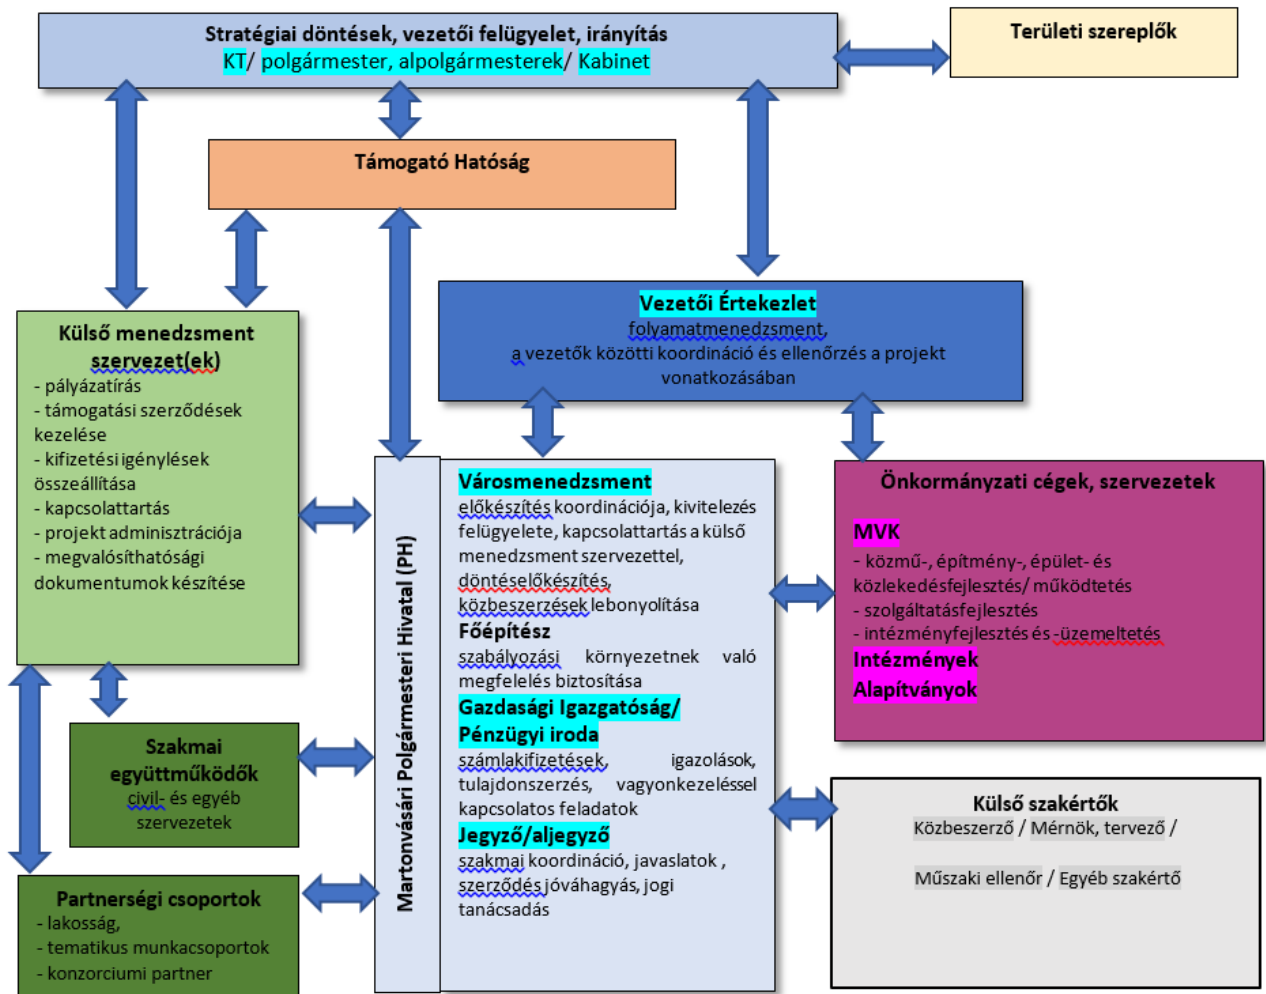 Stratégiai döntések, vezetői felügyelet, irányítás
KT/ polgármester, alpolgármesterek/ Kabinet
Területi szereplők
Támogató Hatóság
Vezetői Értekezlet
folyamatmenedzsment,
a vezetők közötti koordináció és ellenőrzés a projekt
vonatkozásában
Külső menedzsment
szervezet(ek)
- pályázatírás
- támogatási szerződések
kezelése
- kifizetési igénylések
összeállítása
- kapcsolattartás
- projekt adminisztrációja
- megvalósíthatósági
dokumentumok készítése
Martonvásári Polgármesteri Hivatal (PH)
Városmenedzsment
előkészítés koordinációja, kivitelezés
felügyelete, kapcsolattartás a külső
menedzsment szervezettel,
döntéselőkészítés,
közbeszerzések lebonyolítása
Főépítész
szabályozási környezetnek való
megfelelés biztosítása
Gazdasági Igazgatóság/
Pénzügyi iroda
számlakifizetések, igazolások,
tulajdonszerzés, vagyonkezeléssel
kapcsolatos feladatok
Jegyző/aljegyző
szakmai koordináció, javaslatok ,
szerződés jóváhagyás, jogi
tanácsadás
Önkormányzati cégek, szervezetek
MVK
- közmű-, építmény-, épület- és
közlekedésfejlesztés/ működtetés
- szolgáltatásfejlesztés
- intézményfejlesztés és -üzemeltetés
Intézmények
Alapítványok
Szakmai
együttműködők
civil- és egyéb
szervezetek
Partnerségi csoportok
- lakosság,
- tematikus munkacsoportok
- konzorciumi partner
Külső szakértők
Közbeszerző / Mérnök, tervező /
Műszaki ellenőr / Egyéb szakértő